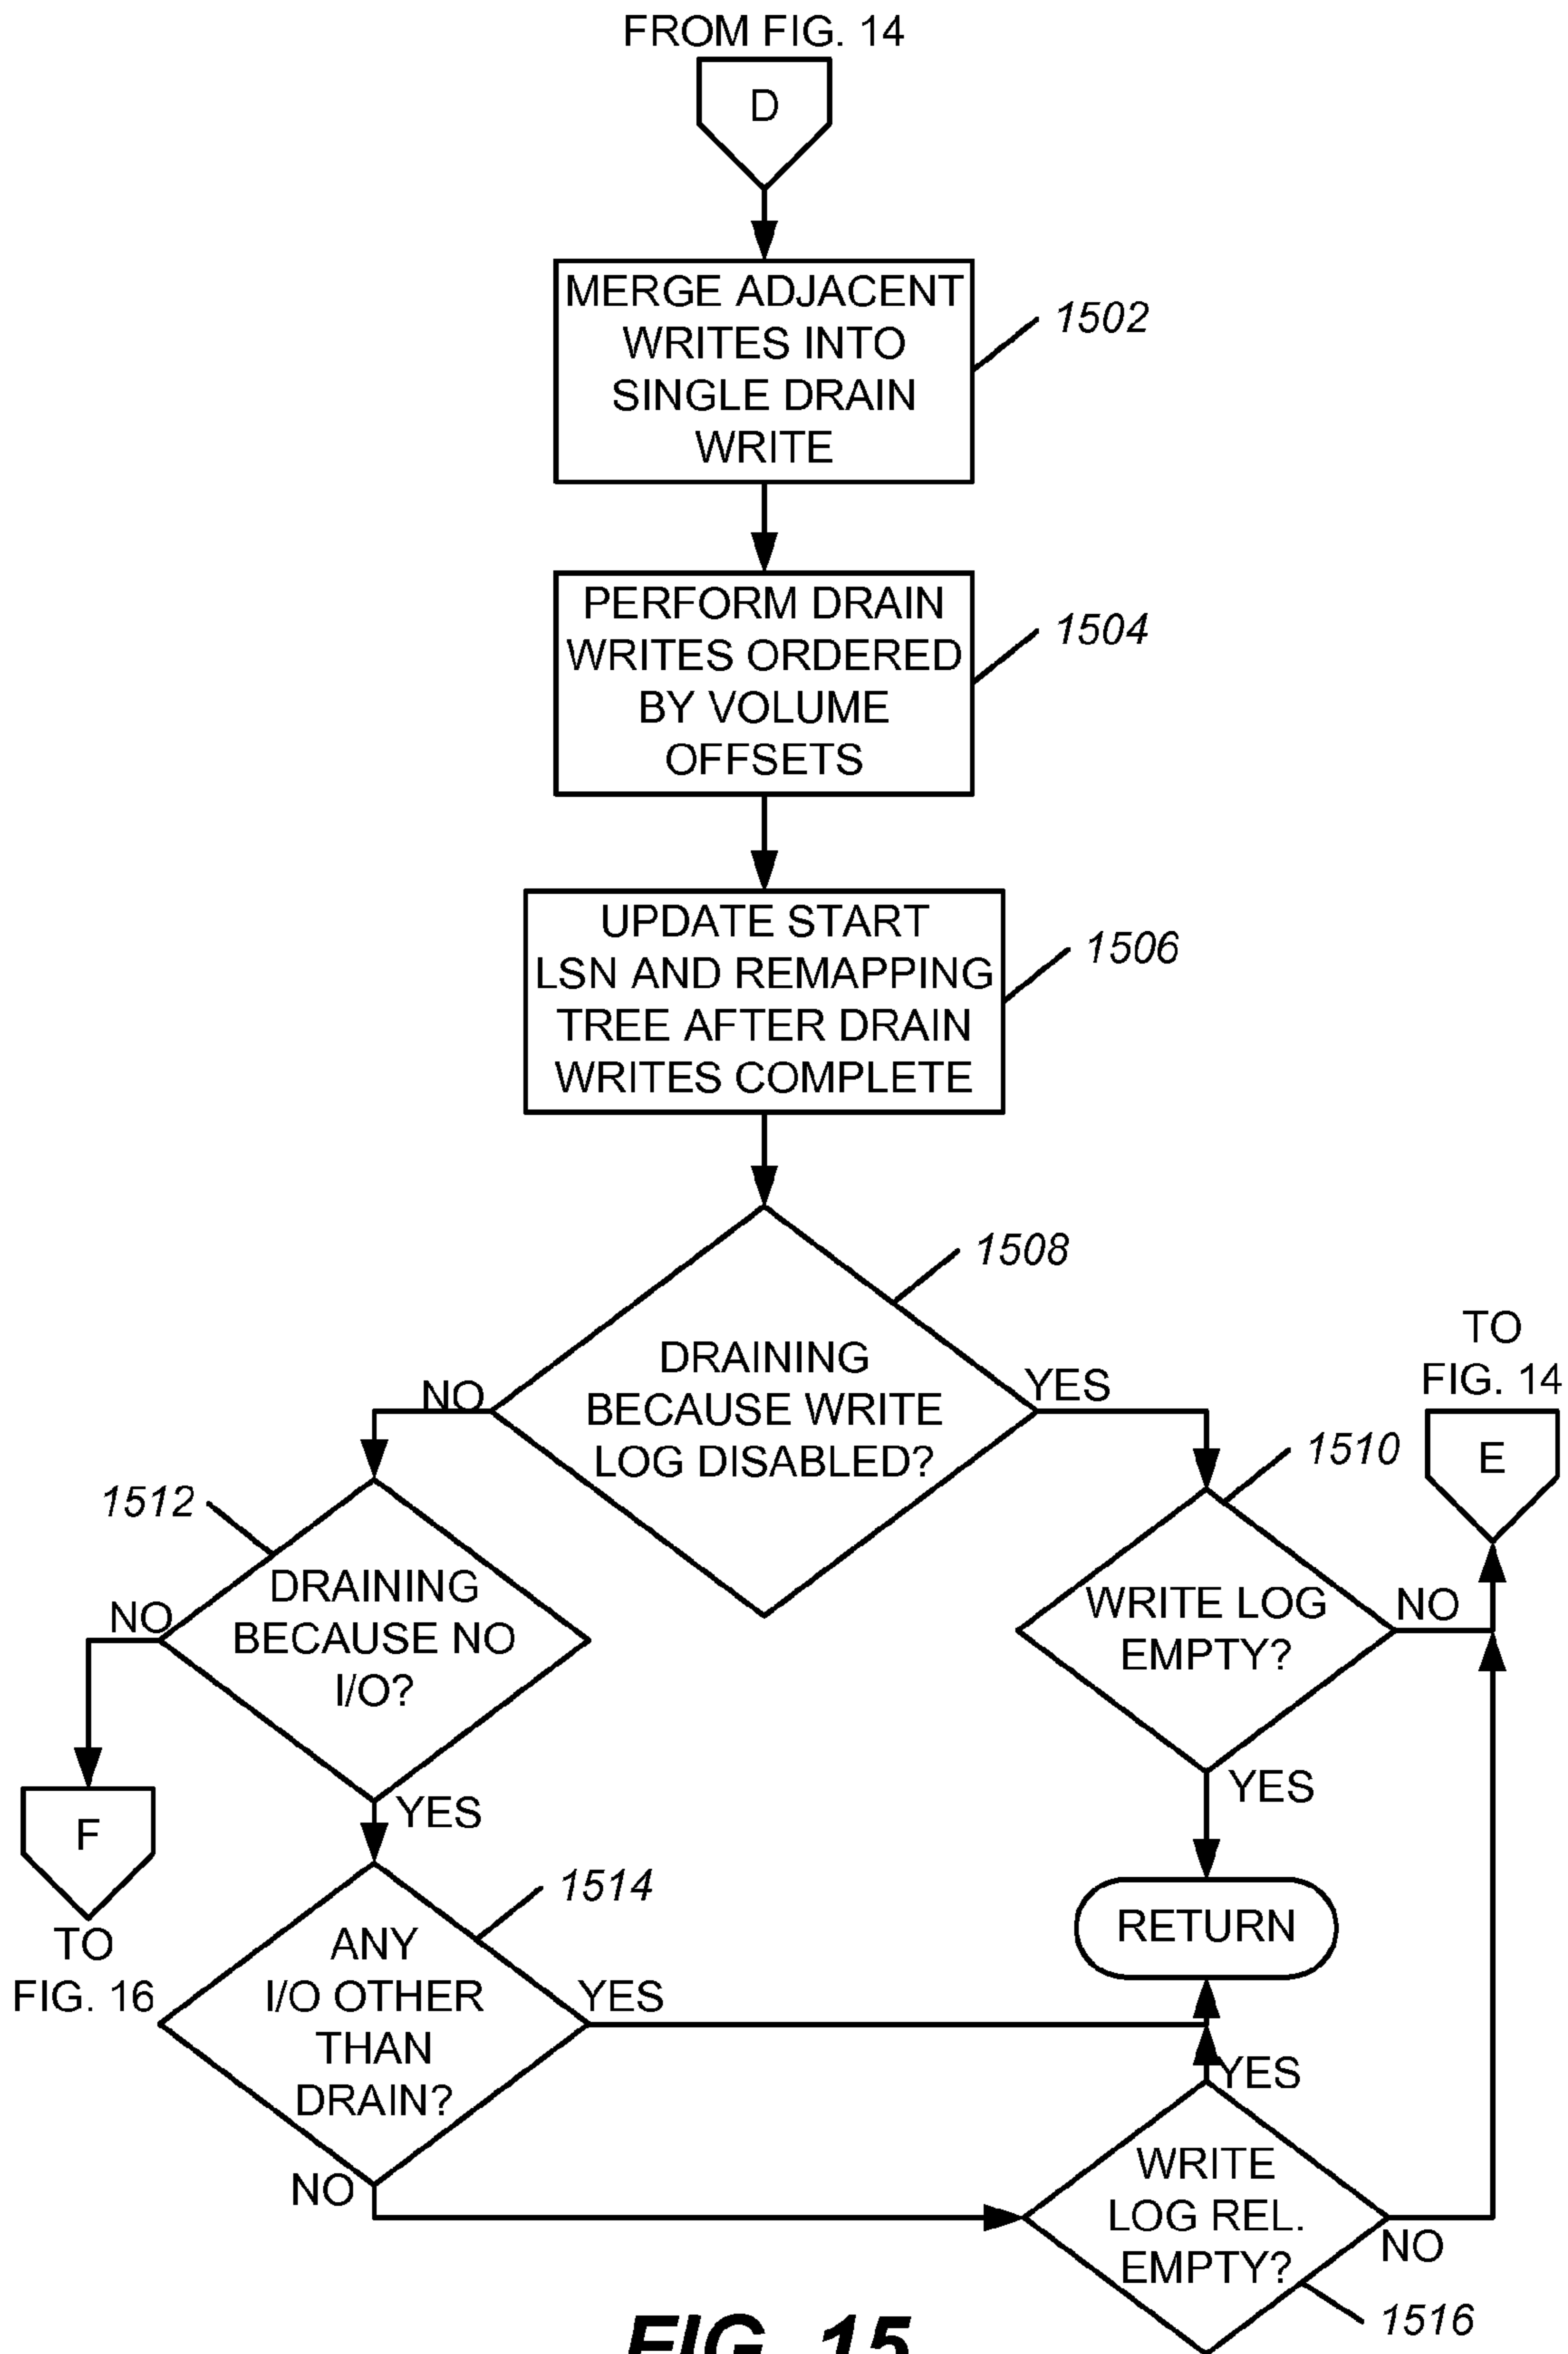 FROM FIG. 14
D
MERGE ADJACENT
WRITES INTO
SINGLE DRAIN
WRITE
1502
PERFORM DRAIN
WRITES ORDERED
BY VOLUME
OFFSETS
1504
UPDATE START
LSN AND REMAPPING
TREE AFTER DRAIN
WRITES COMPLETE
1506
1508
DRAINING
BECAUSE WRITE
LOG DISABLED?
NO
YES
TO
FIG. 14
E
1510
WRITE LOG
EMPTY?
NO
YES
1512
DRAINING
BECAUSE NO
I/O?
NO
YES
F
TO
FIG. 16
1514
ANY
I/O OTHER
THAN
DRAIN?
YES
NO
RETURN
YES
WRITE
LOG REL.
EMPTY?
NO
1516
FIG. 15